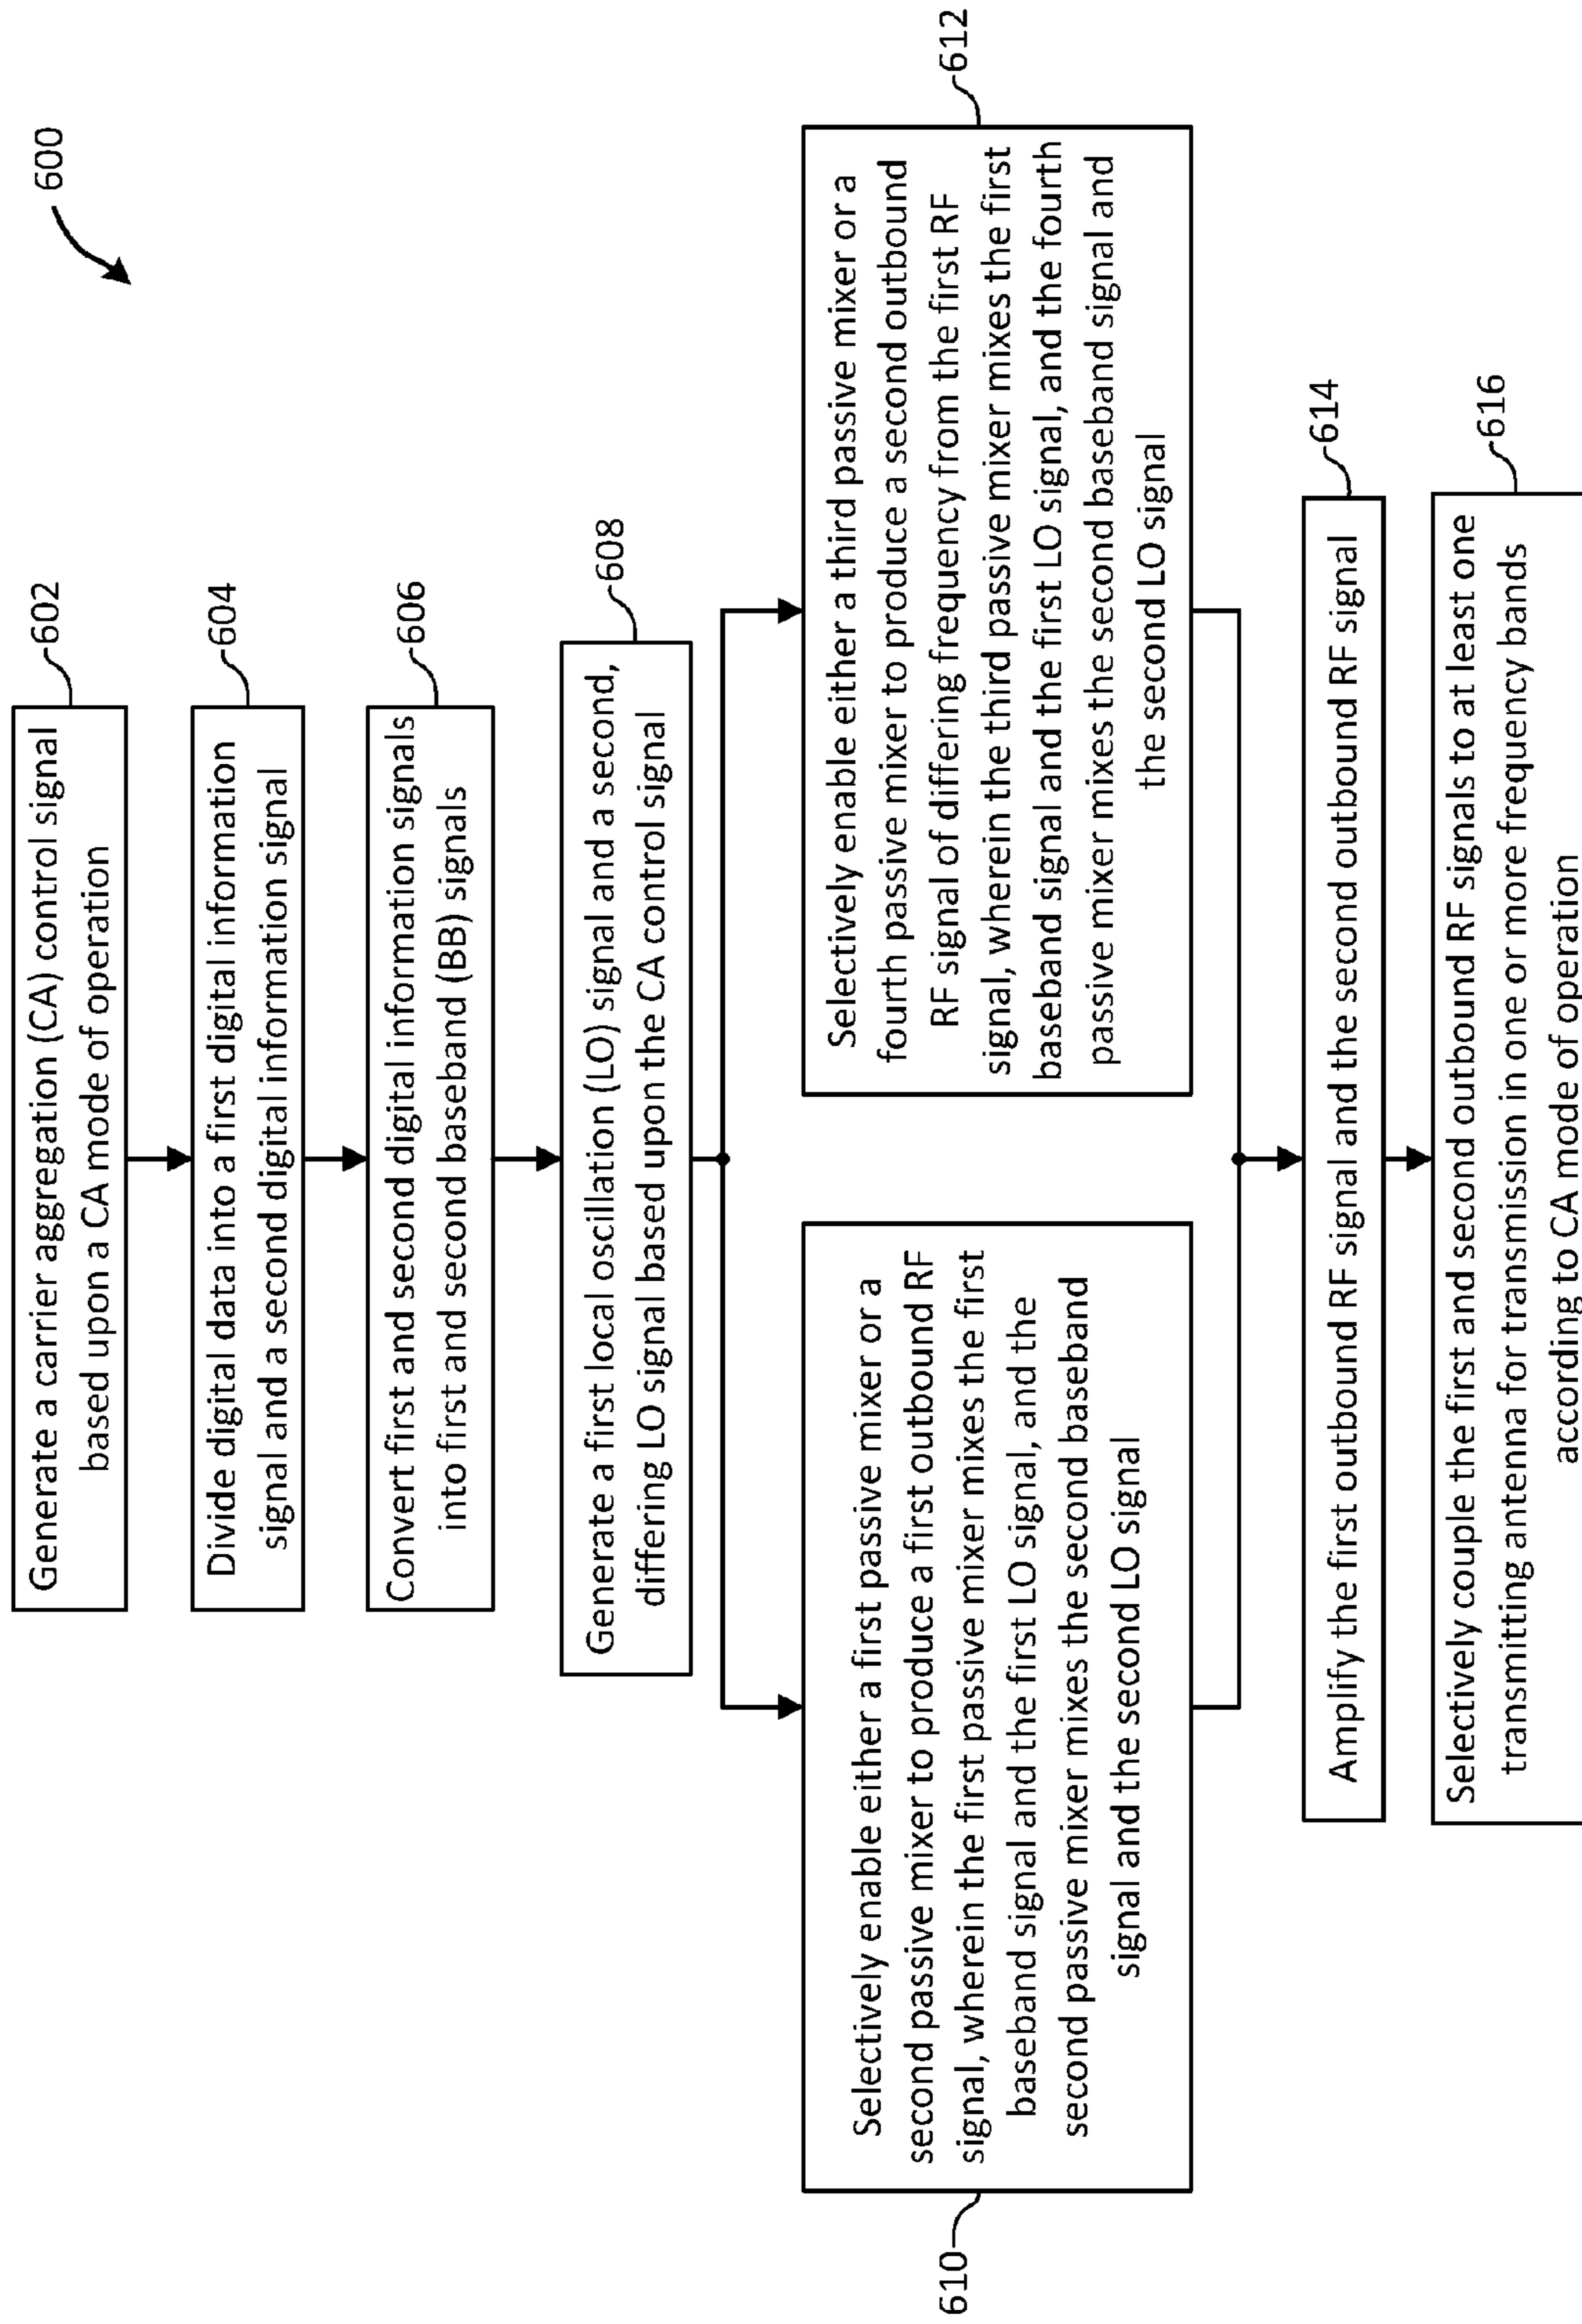 600
602
Generate a carrier aggregation (CA) control signal
based upon a CA mode of operation
604
Divide digital data into a first digital information
signal and a second digital information signal
606
Convert first and second digital information signals
into first and second baseband (BB) signals
608
Generate a first local oscillation (LO) signal and a second,
differing LO signal based upon the CA control signal
610
Selectively enable either a first passive mixer or a
second passive mixer to produce a first outbound RF
signal, wherein the first passive mixer mixes the first
baseband signal and the first LO signal, and the
second passive mixer mixes the second baseband
signal and the second LO signal
612
Selectively enable either a third passive mixer or a
fourth passive mixer to produce a second outbound
RF signal of differing frequency from the first RF
signal, wherein the third passive mixer mixes the first
baseband signal and the first LO signal, and the fourth
passive mixer mixes the second baseband signal and
the second LO signal
614
Amplify the first outbound RF signal and the second outbound RF signal
616
Selectively couple the first and second outbound RF signals to at least one
transmitting antenna for transmission in one or more frequency bands
according to CA mode of operation